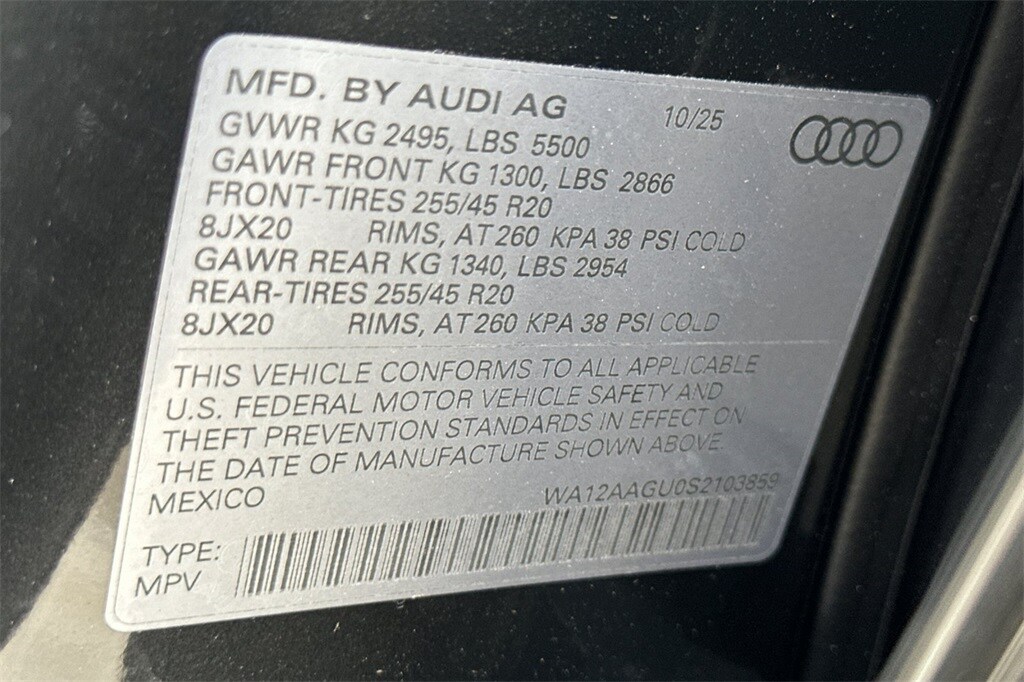 MFD. BY AUDI AG 10/25
GVWR KG 2495, LBS 5500
GAWR FRONT KG 1300, LBS 2866
FRONT-TIRES 255/45 R20
8JX20 RIMS, AT 260 KPA 38 PSI COLD
GAWR REAR KG 1340, LBS 2954
REAR-TIRES 255/45 R20
8JX20 RIMS, AT 260 KPA 38 PSI COLD
THIS VEHICLE CONFORMS TO ALL APPLICABLE
U.S. FEDERAL MOTOR VEHICLE SAFETY AND
THEFT PREVENTION STANDARDS IN EFFECT ON
THE DATE OF MANUFACTURE SHOWN ABOVE.
MEXICO WA12AAGU0S2103859
TYPE:
MPV